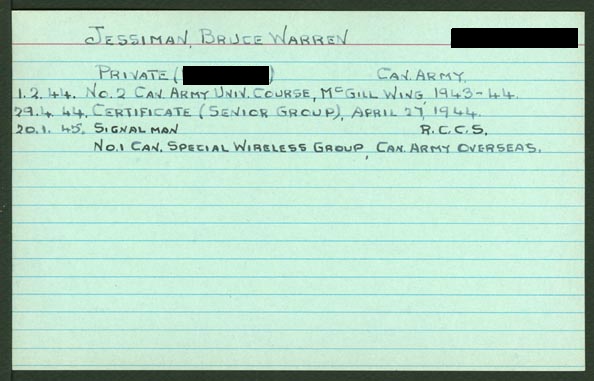 JESSIMAN, BRUCE WARREN
PRIVATE ( ) CAN. ARMY.
1.2.44. NO.2 CAN. ARMY UNIV. COURSE, McGILL WING, 1943-44.
29.4.44. CERTIFICATE (SENIOR GROUP), APRIL 27, 1944.
20.1.45. SIGNALMAN R.C.C.S.
NO.1 CAN. SPECIAL WIRELESS GROUP, CAN. ARMY OVERSEAS.